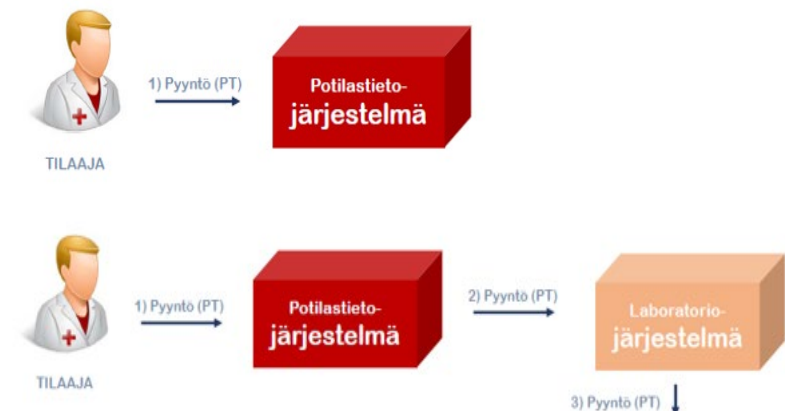 1) Pyyntö (PT)
Potilastieto-
järjestelmä
TILAAJA
1) Pyyntö (PT)
Potilastieto-
järjestelmä
2) Pyyntö (PT)
Laboratorio-
järjestelmä
TILAAJA
3) Pyyntö (PT)